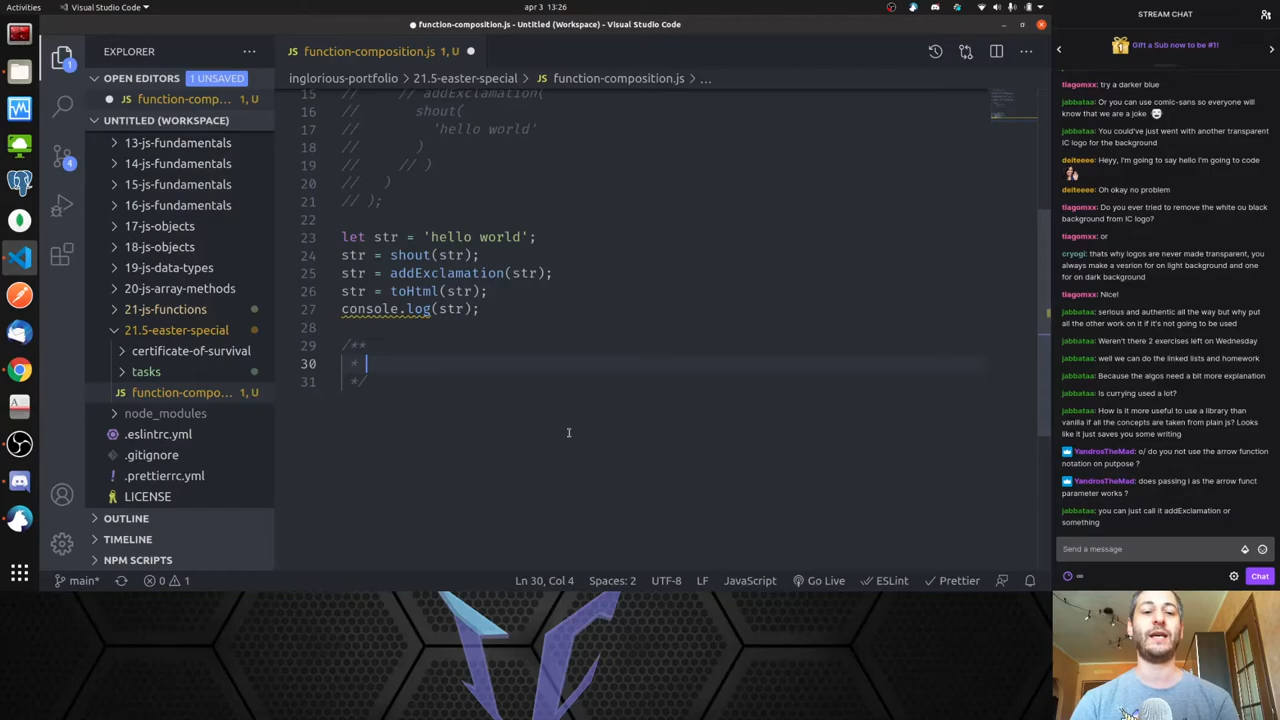 Activities
Visual Studio Code
apr 3 13:26
function-composition.js - Untitled (Workspace) - Visual Studio Code
EXPLORER
OPEN EDITORS 1 UNSAVED
JS function-comp... 1, U
UNTITLED (WORKSPACE)
13-js-fundamentals
14-js-fundamentals
15-js-fundamentals
16-js-fundamentals
17-js-objects
18-js-objects
19-js-data-types
20-js-array-methods
21-js-functions
21.5-easter-special
certificate-of-survival
tasks
JS function-compo... 1, U
node_modules
.eslintrc.yml
.gitignore
.prettierrc.yml
LICENSE
OUTLINE
TIMELINE
NPM SCRIPTS
4
JS function-composition.js 1, U
inglorious-portfolio > 21.5-easter-special > JS function-composition.js > ...
15 // // addExclamation(
16 // shout(
17 // 'hello world'
18 // )
19 // // )
20 // )
21 // );
22
23 let str = 'hello world';
24 str = shout(str);
25 str = addExclamation(str);
26 str = toHtml(str);
27 console.log(str);
28
29 /**
30 *
31 */
main* 0 1 Ln 30, Col 4 Spaces: 2 UTF-8 LF JavaScript Go Live ESLint Prettier
STREAM CHAT
Gift a Sub now to be #1!
tiagomxx: try a darker blue
jabbataa: Or you can use comic-sans so everyone will
know that we are a joke
jabbataa: You could've just went with another transparent
IC logo for the background
deiteeee: Heyy, I'm going to say hello I'm going to code
deiteeee: Oh okay no problem
tiagomxx: Do you ever tried to remove the white ou black
background from IC logo?
tiagomxx: or
cryogi: thats why logos are never made transparent, you
always make a vesrion for on light background and one
for on dark background
tiagomxx: Nice!
jabbataa: serious and authentic all the way but why put
all the other work on it if it's not going to be used
jabbataa: Weren't there 2 exercises left on Wednesday
jabbataa: well we can do the linked lists and homework
jabbataa: Because the algos need a bit more explanation
jabbataa: Is currying used a lot?
jabbataa: How is it more useful to use a library than
vanilla if all the concepts are taken from plain js? Looks
like it just saves you some writing
YandrosTheMad: o/ do you not use the arrow function
notation on putpose ?
YandrosTheMad: does passing i as the arrow funct
parameter works ?
jabbataa: you can just call it addExclamation or
something
Send a message
Chat